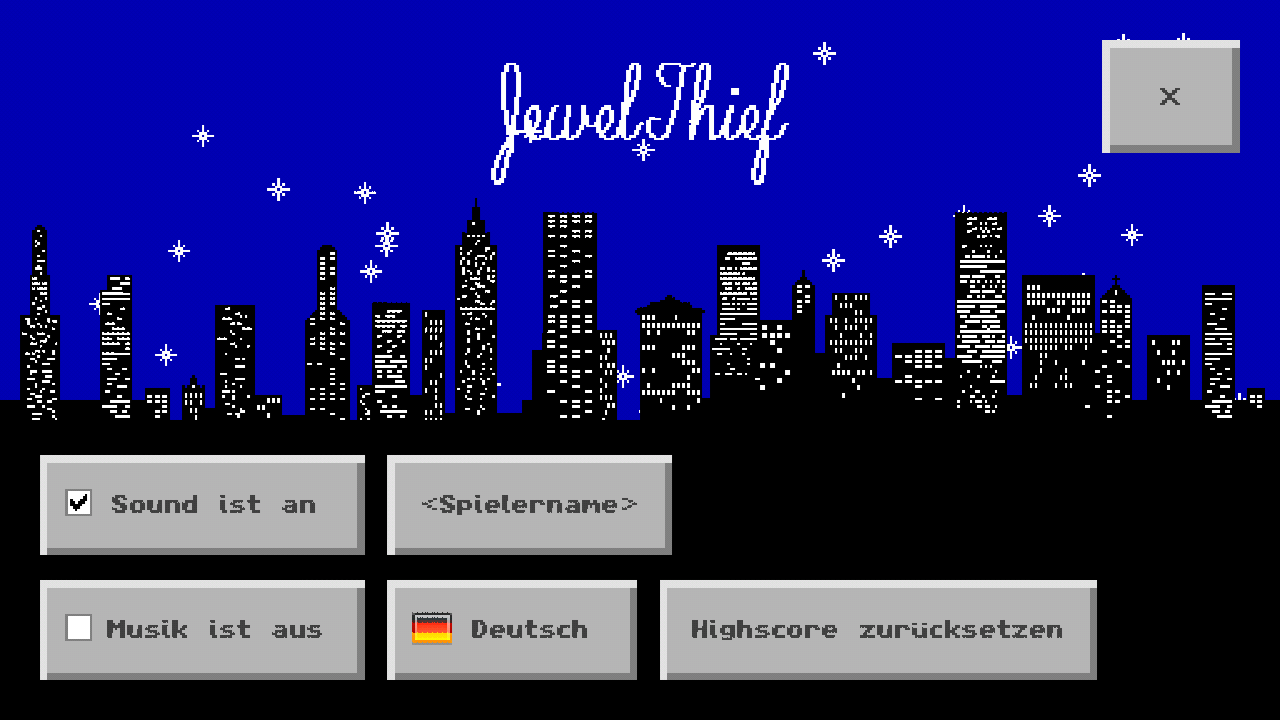 JewelThief
×
Sound ist an
<Spielername>
Musik ist aus
Deutsch
Highscore zurücksetzen